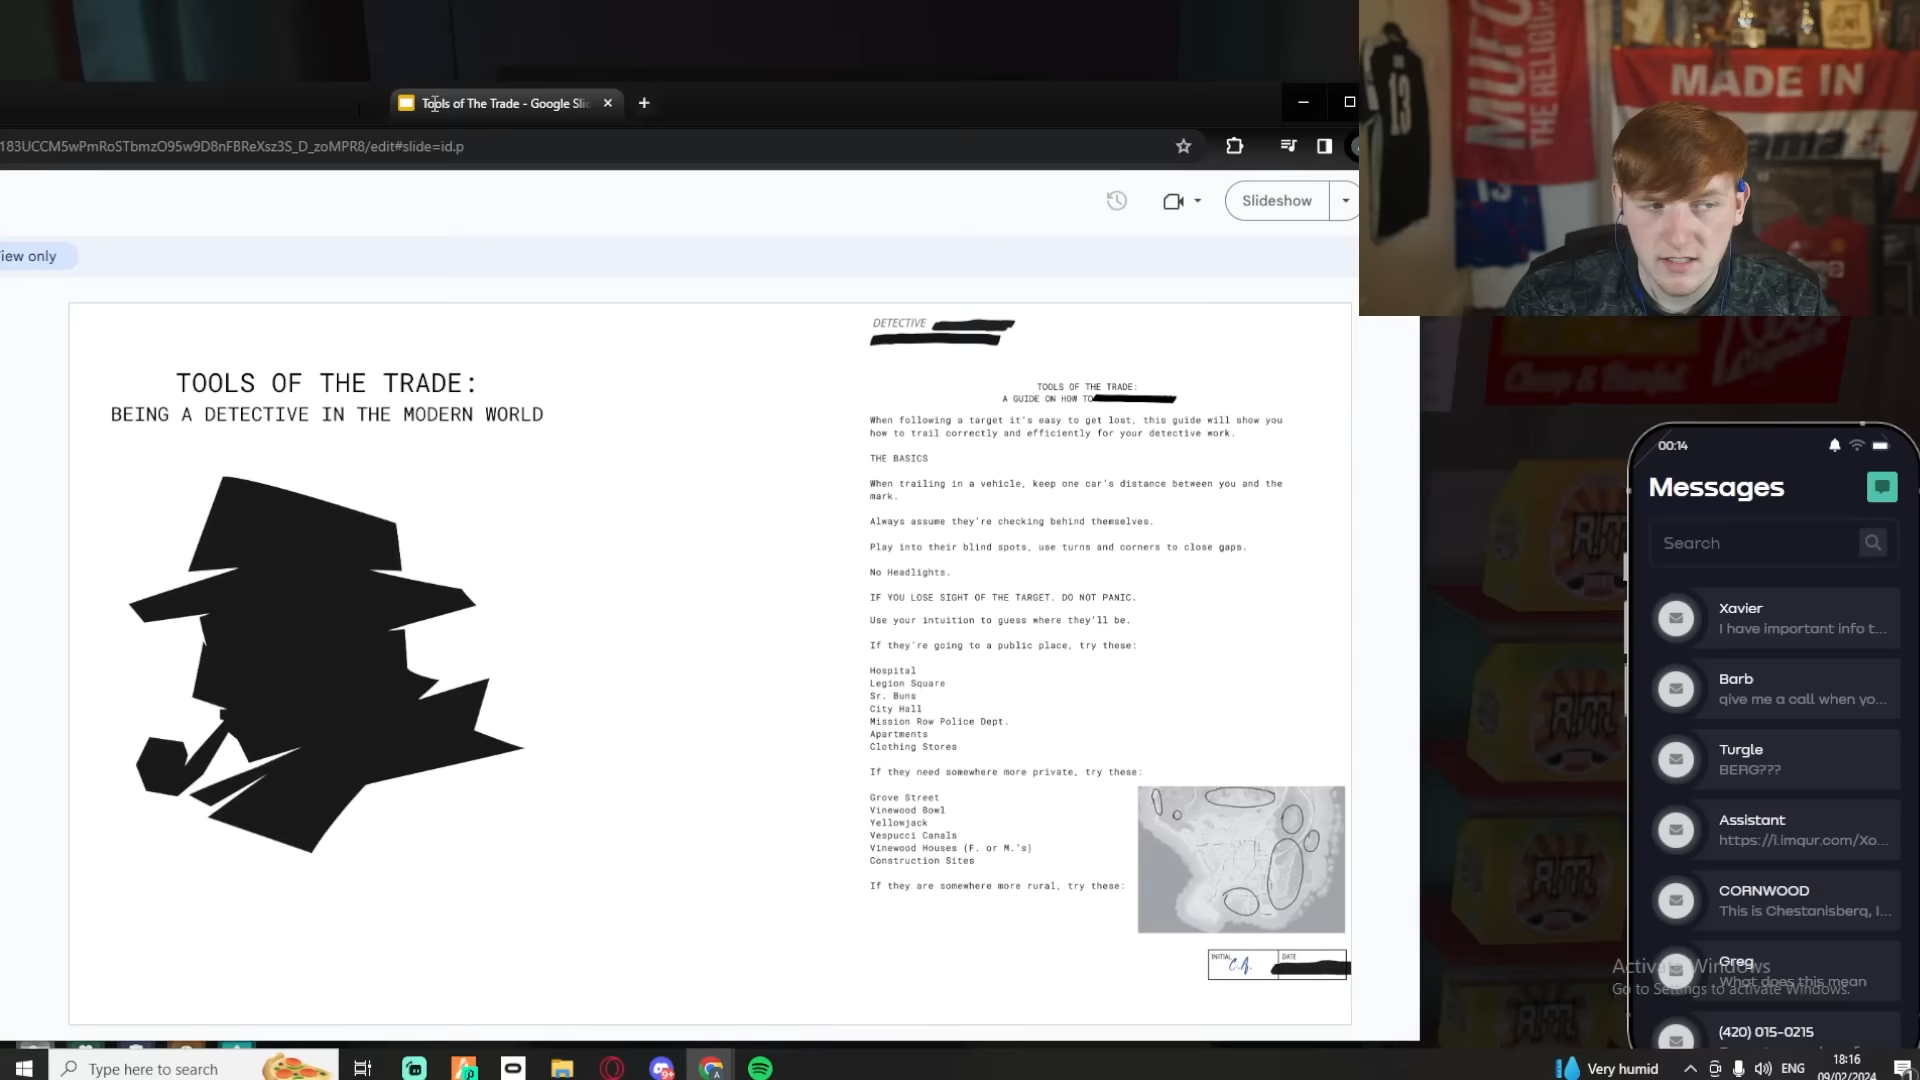 Tools of The Trade - Google Slid
183UCCM5wPmRoSTbmzO95w9D8nFBReXsz3S_D_zoMPR8/edit#slide=id.p
Slideshow
iew only
TOOLS OF THE TRADE:
BEING A DETECTIVE IN THE MODERN WORLD
DETECTIVE
TOOLS OF THE TRADE:
A GUIDE ON HOW TO
When following a target it's easy to get lost, this guide will show you
how to trail correctly and efficiently for your detective work.
THE BASICS
When trailing in a vehicle, keep one car's distance between you and the
mark.
Always assume they're checking behind themselves.
Play into their blind spots, use turns and corners to close gaps.
No Headlights.
IF YOU LOSE SIGHT OF THE TARGET. DO NOT PANIC.
Use your intuition to guess where they'll be.
If they're going to a public place, try these:
Hospital
Legion Square
Sr. Buns
City Hall
Mission Row Police Dept.
Apartments
Clothing Stores
If they need somewhere more private, try these:
Grove Street
Vinewood Bowl
Yellowjack
Vespucci Canals
Vinewood Houses (F. or M.'s)
Construction Sites
If they are somewhere more rural, try these:
INITIAL
DATE
13
MUFC
THE RELIGION
MADE IN
00:14
Messages
Search
Xavier
I have important info t...
Barb
give me a call when yo...
Turgle
BERG???
Assistant
https://i.imgur.com/Xo...
CORNWOOD
This is Chestanisberg, I...
Greg
What does this mean
(420) 015-0215
Activate Windows
Go to Settings to activate Windows.
Type here to search
Very humid
ENG
18:16
09/02/2024